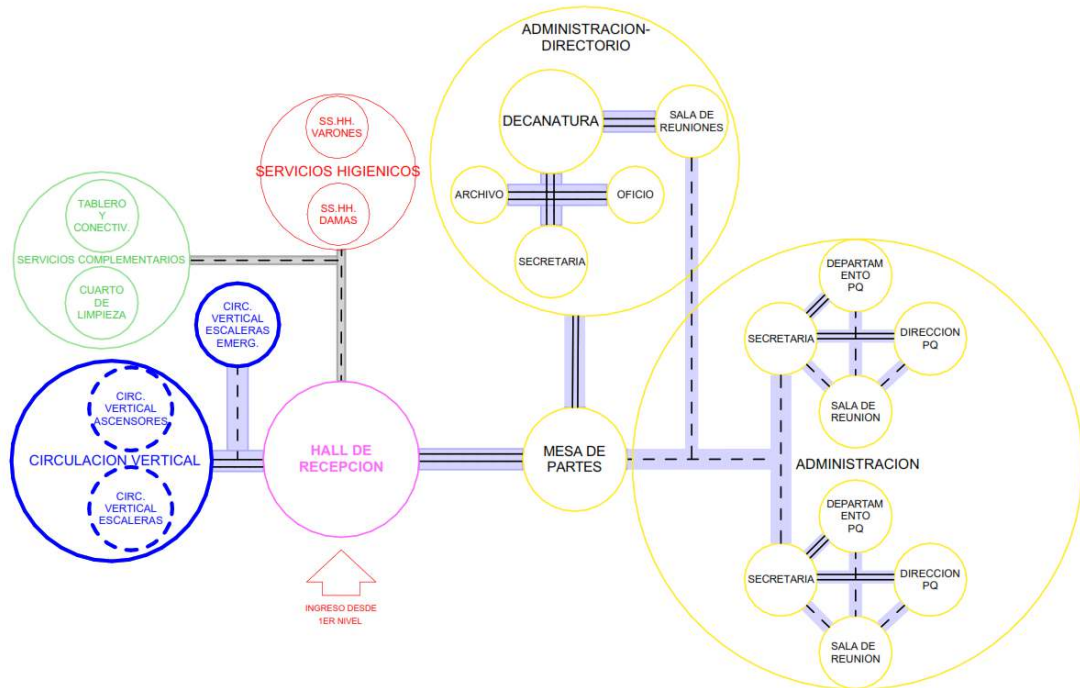 ADMINISTRACION-
DIRECTORIO
DECANATURA
SALA DE
REUNIONES
ARCHIVO
OFICIO
SECRETARIA
SS.HH.
VARONES
SERVICIOS HIGIENICOS
SS.HH.
DAMAS
TABLERO
Y
CONECTIV.
SERVICIOS COMPLEMENTARIOS
CUARTO
DE
LIMPIEZA
CIRC.
VERTICAL
ESCALERAS
EMERG.
CIRC.
VERTICAL
ASCENSORES
CIRCULACION VERTICAL
CIRC.
VERTICAL
ESCALERAS
HALL DE
RECEPCION
INGRESO DESDE
1ER NIVEL
MESA DE
PARTES
DEPARTAM
ENTO
PQ
SECRETARIA
DIRECCION
PQ
SALA DE
REUNION
ADMINISTRACION
DEPARTAM
ENTO
PQ
SECRETARIA
DIRECCION
PQ
SALA DE
REUNION